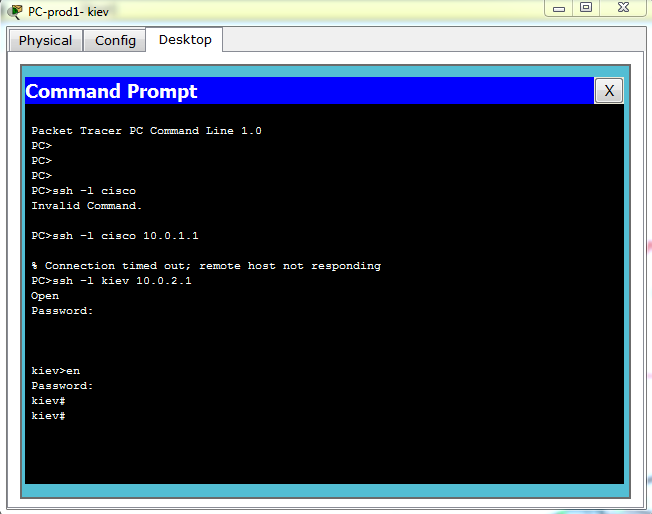 PC-prod1- kiev
Physical Config Desktop
Command Prompt X
Packet Tracer PC Command Line 1.0
PC>
PC>
PC>
PC>ssh -l cisco
Invalid Command.
PC>ssh -l cisco 10.0.1.1
% Connection timed out; remote host not responding
PC>ssh -l kiev 10.0.2.1
Open
Password:
kiev>en
Password:
kiev#
kiev#